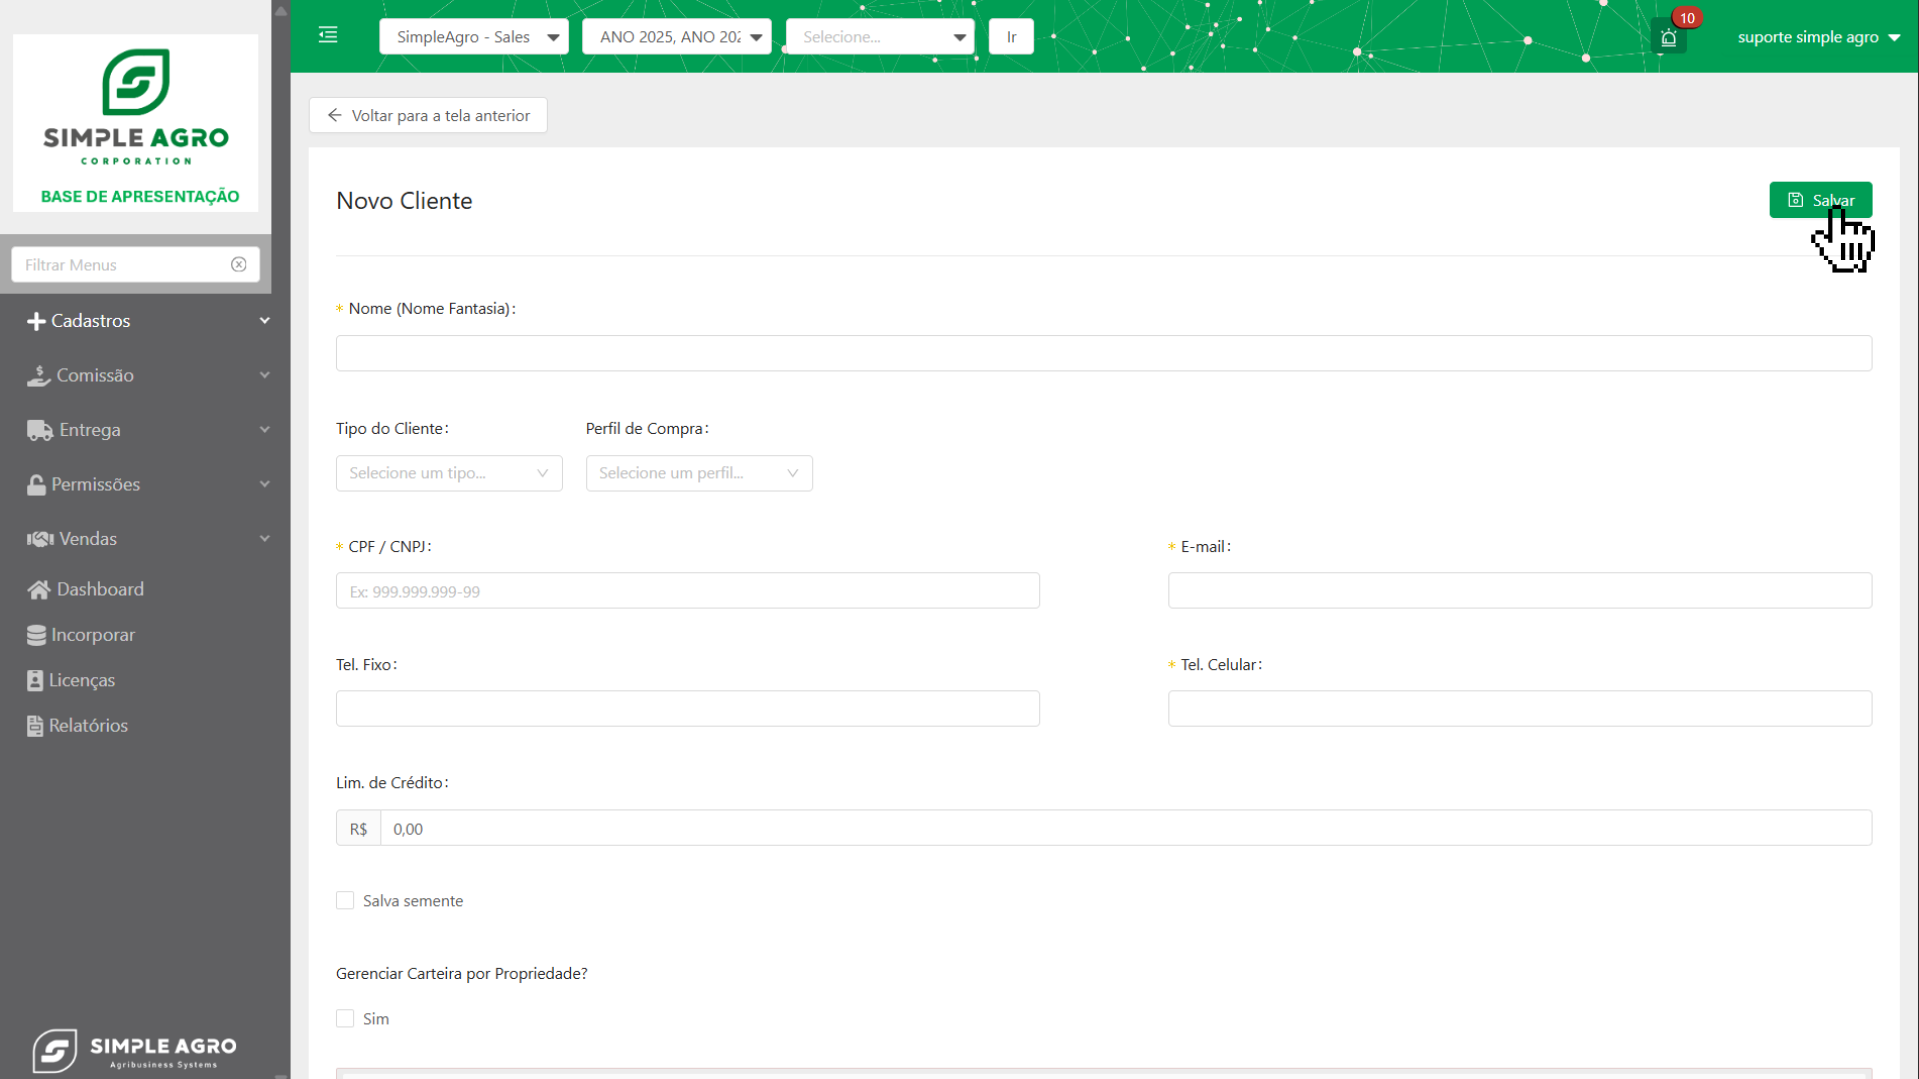 SIMPLE AGRO
CORPORATION
BASE DE APRESENTAÇÃO
SimpleAgro - Sales
ANO 2025, ANO 202
Selecione...
Ir
10
suporte simple agro
Voltar para a tela anterior
Novo Cliente
Salvar
Filtrar Menus
Cadastros
Comissão
Entrega
Permissões
Vendas
Dashboard
Incorporar
Licenças
Relatórios
* Nome (Nome Fantasia):
Tipo do Cliente: Perfil de Compra:
Selecione um tipo... Selecione um perfil...
* CPF / CNPJ: * E-mail:
Ex: 999.999.999-99
Tel. Fixo: * Tel. Celular:
Lim. de Crédito:
R$ 0,00
Salva semente
Gerenciar Carteira por Propriedade?
Sim
SIMPLE AGRO
Agribusiness Systems